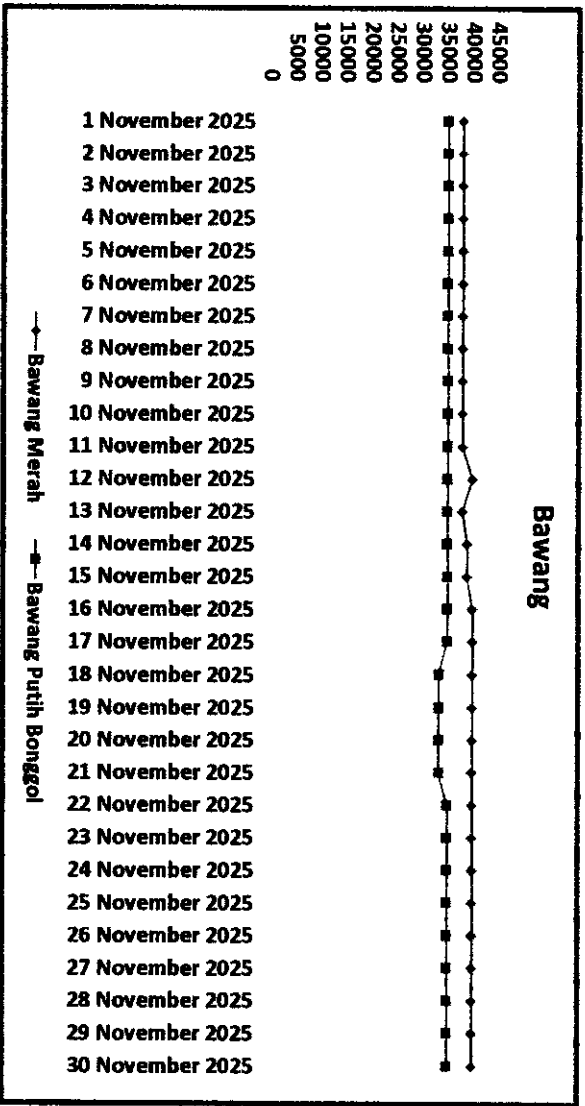 Bawang
45000
40000
35000
30000
25000
20000
15000
10000
5000
0
1 November 2025
2 November 2025
3 November 2025
4 November 2025
5 November 2025
6 November 2025
7 November 2025
8 November 2025
9 November 2025
10 November 2025
11 November 2025
12 November 2025
13 November 2025
14 November 2025
15 November 2025
16 November 2025
17 November 2025
18 November 2025
19 November 2025
20 November 2025
21 November 2025
22 November 2025
23 November 2025
24 November 2025
25 November 2025
26 November 2025
27 November 2025
28 November 2025
29 November 2025
30 November 2025
Bawang Merah Bawang Putih Bonggol